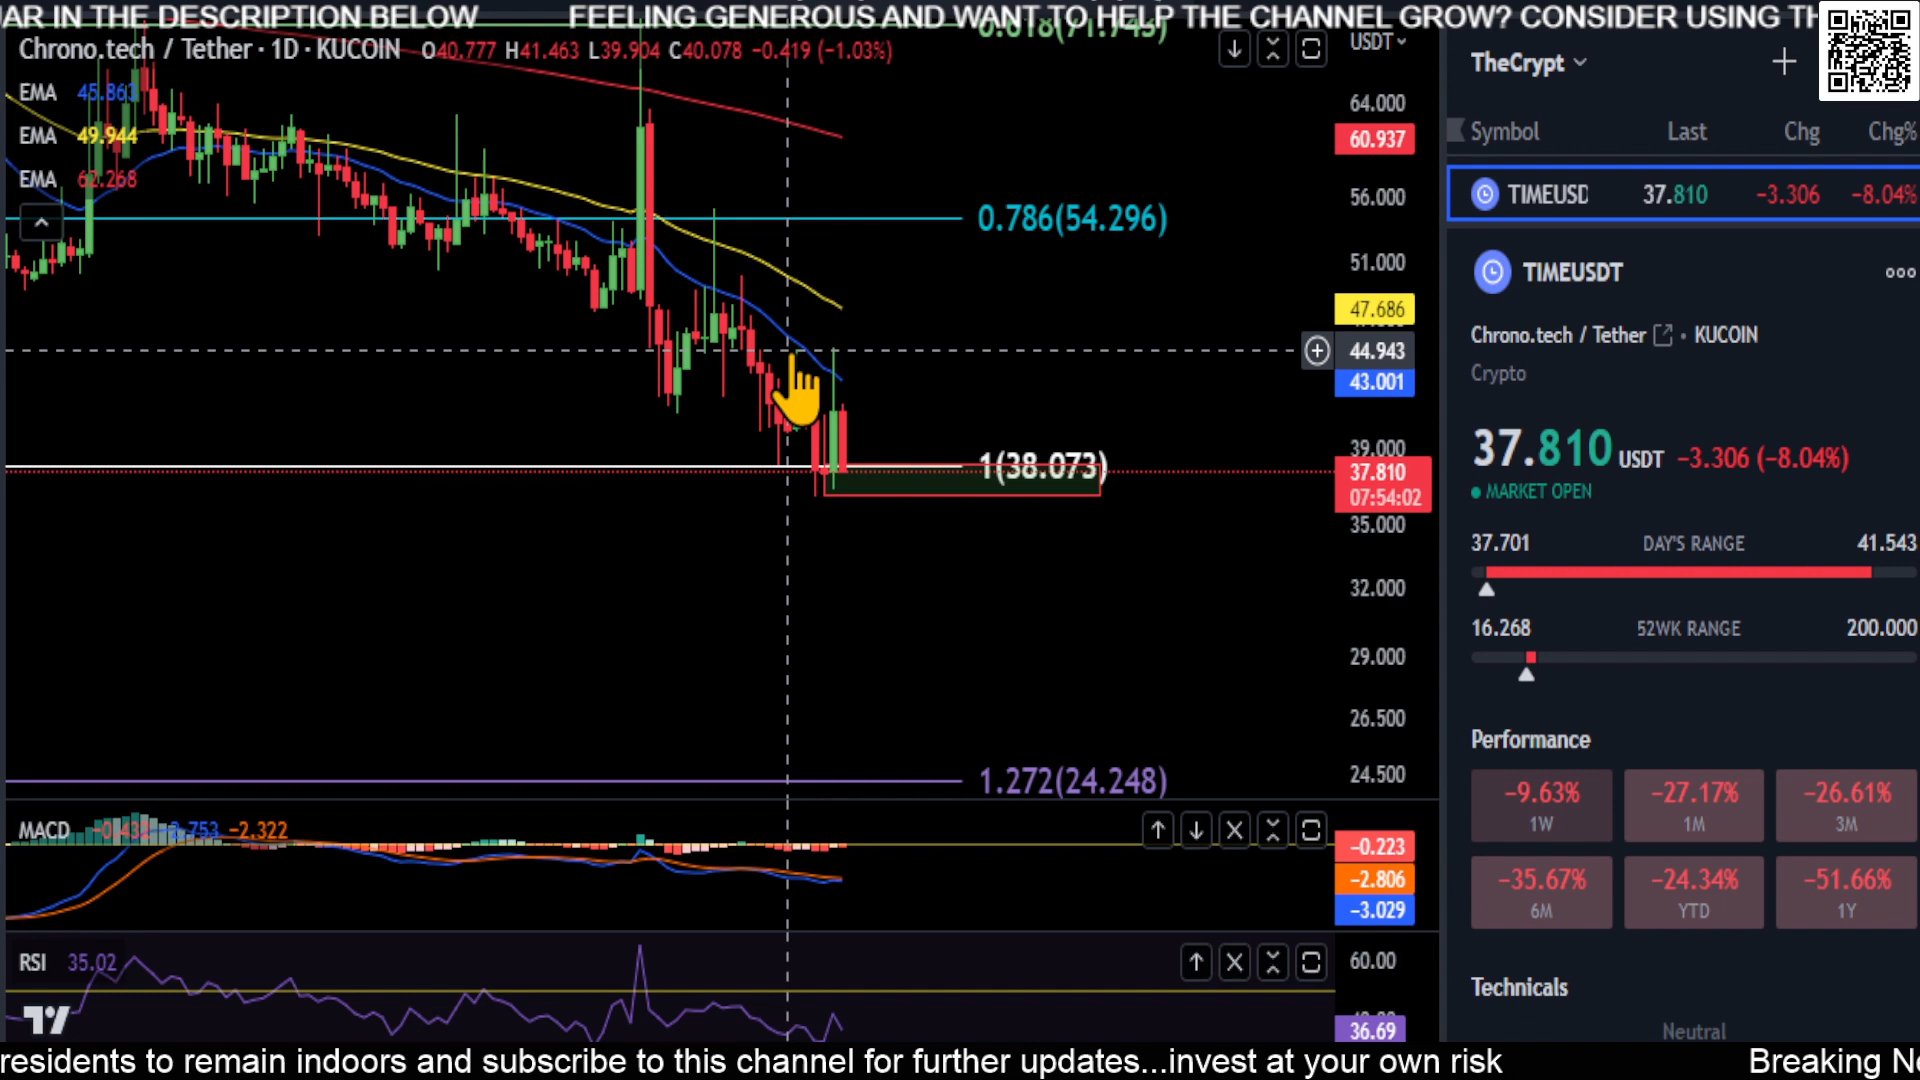 AR IN THE DESCRIPTION BELOW FEELING GENEROUS AND WANT TO HELP THE CHANNEL GROW? CONSIDER USING TH
Chrono.tech / Tether · 1D · KUCOIN O40.777 H41.463 L39.904 C40.078 −0.419 (−1.03%)
EMA 45.863
EMA 49.944
EMA 62.268
0.618(71.743)
0.786(54.296)
1(38.073)
1.272(24.248)
USDT
64.000
60.937
56.000
51.000
47.686
44.943
43.001
39.000
37.810
07:54:02
35.000
32.000
29.000
26.500
24.500
MACD −0.432 −2.753 −2.322
−0.223
−2.806
−3.029
RSI 35.02
60.00
36.69
TheCrypt
Symbol Last Chg Chg%
TIMEUSD 37.810 −3.306 −8.04%
TIMEUSDT
Chrono.tech / Tether · KUCOIN
Crypto
37.810 USDT −3.306 (−8.04%)
MARKET OPEN
37.701 DAY'S RANGE 41.543
16.268 52WK RANGE 200.000
Performance
−9.63% −27.17% −26.61%
1W 1M 3M
−35.67% −24.34% −51.66%
6M YTD 1Y
Technicals
Neutral
residents to remain indoors and subscribe to this channel for further updates...invest at your own risk Breaking Ne